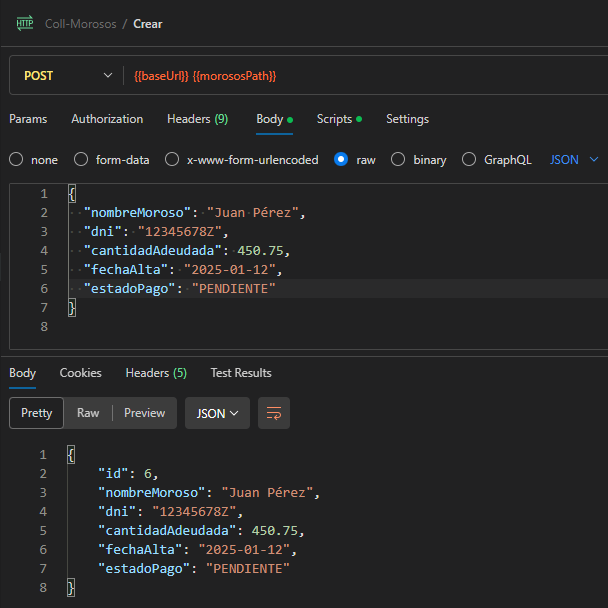 HTTP Coll-Morosos / Crear
POST {{baseUrl}} {{morososPath}}
Params Authorization Headers (9) Body Scripts Settings
none form-data x-www-form-urlencoded raw binary GraphQL JSON
1 {
2 "nombreMoroso": "Juan Pérez",
3 "dni": "12345678Z",
4 "cantidadAdeudada": 450.75,
5 "fechaAlta": "2025-01-12",
6 "estadoPago": "PENDIENTE"
7 }
8
Body Cookies Headers (5) Test Results
Pretty Raw Preview JSON
1 {
2 "id": 6,
3 "nombreMoroso": "Juan Pérez",
4 "dni": "12345678Z",
5 "cantidadAdeudada": 450.75,
6 "fechaAlta": "2025-01-12",
7 "estadoPago": "PENDIENTE"
8 }